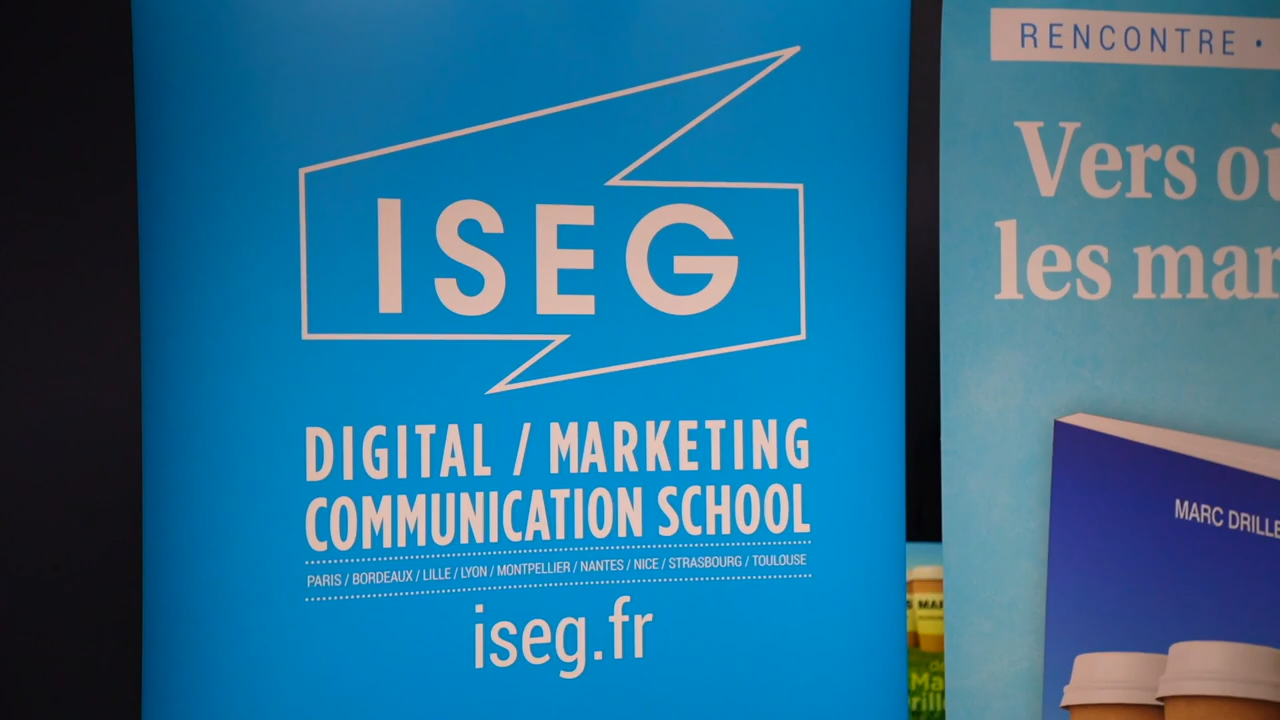 ISEG
DIGITAL / MARKETING
COMMUNICATION SCHOOL
PARIS / BORDEAUX / LILLE / LYON / MONTPELLIER / NANTES / NICE / STRASBOURG / TOULOUSE
iseg.fr
RENCONTRE •
Vers où
les mar
MARC DRILLE